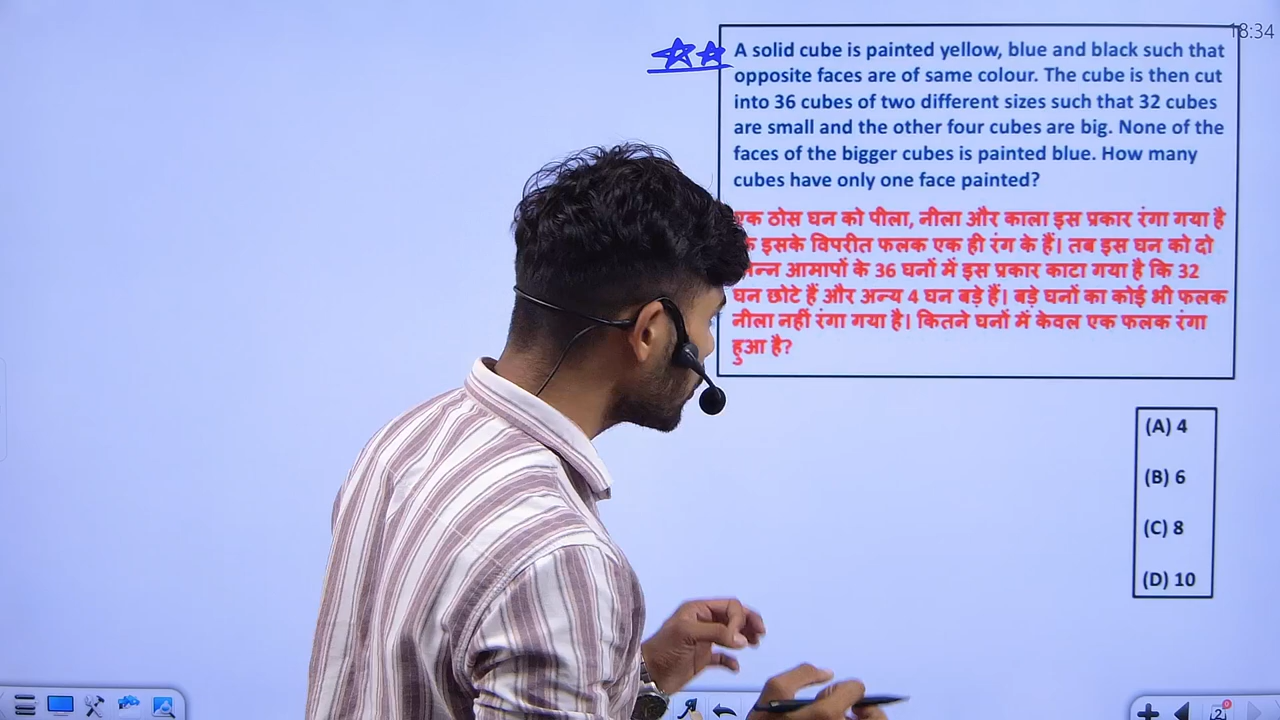 18:34
A solid cube is painted yellow, blue and black such that
opposite faces are of same colour. The cube is then cut
into 36 cubes of two different sizes such that 32 cubes
are small and the other four cubes are big. None of the
faces of the bigger cubes is painted blue. How many
cubes have only one face painted?
एक ठोस घन को पीला, नीला और काला इस प्रकार रंगा गया है
इसके विपरीत फलक एक ही रंग के हैं। तब इस घन को दो
आमापों के 36 घनों में इस प्रकार काटा गया है कि 32
घन छोटे हैं और अन्य 4 घन बड़े हैं। बड़े घनों का कोई भी फलक
नीला नहीं रंगा गया है। कितने घनों में केवल एक फलक रंगा
हुआ है?
(A) 4
(B) 6
(C) 8
(D) 10
2